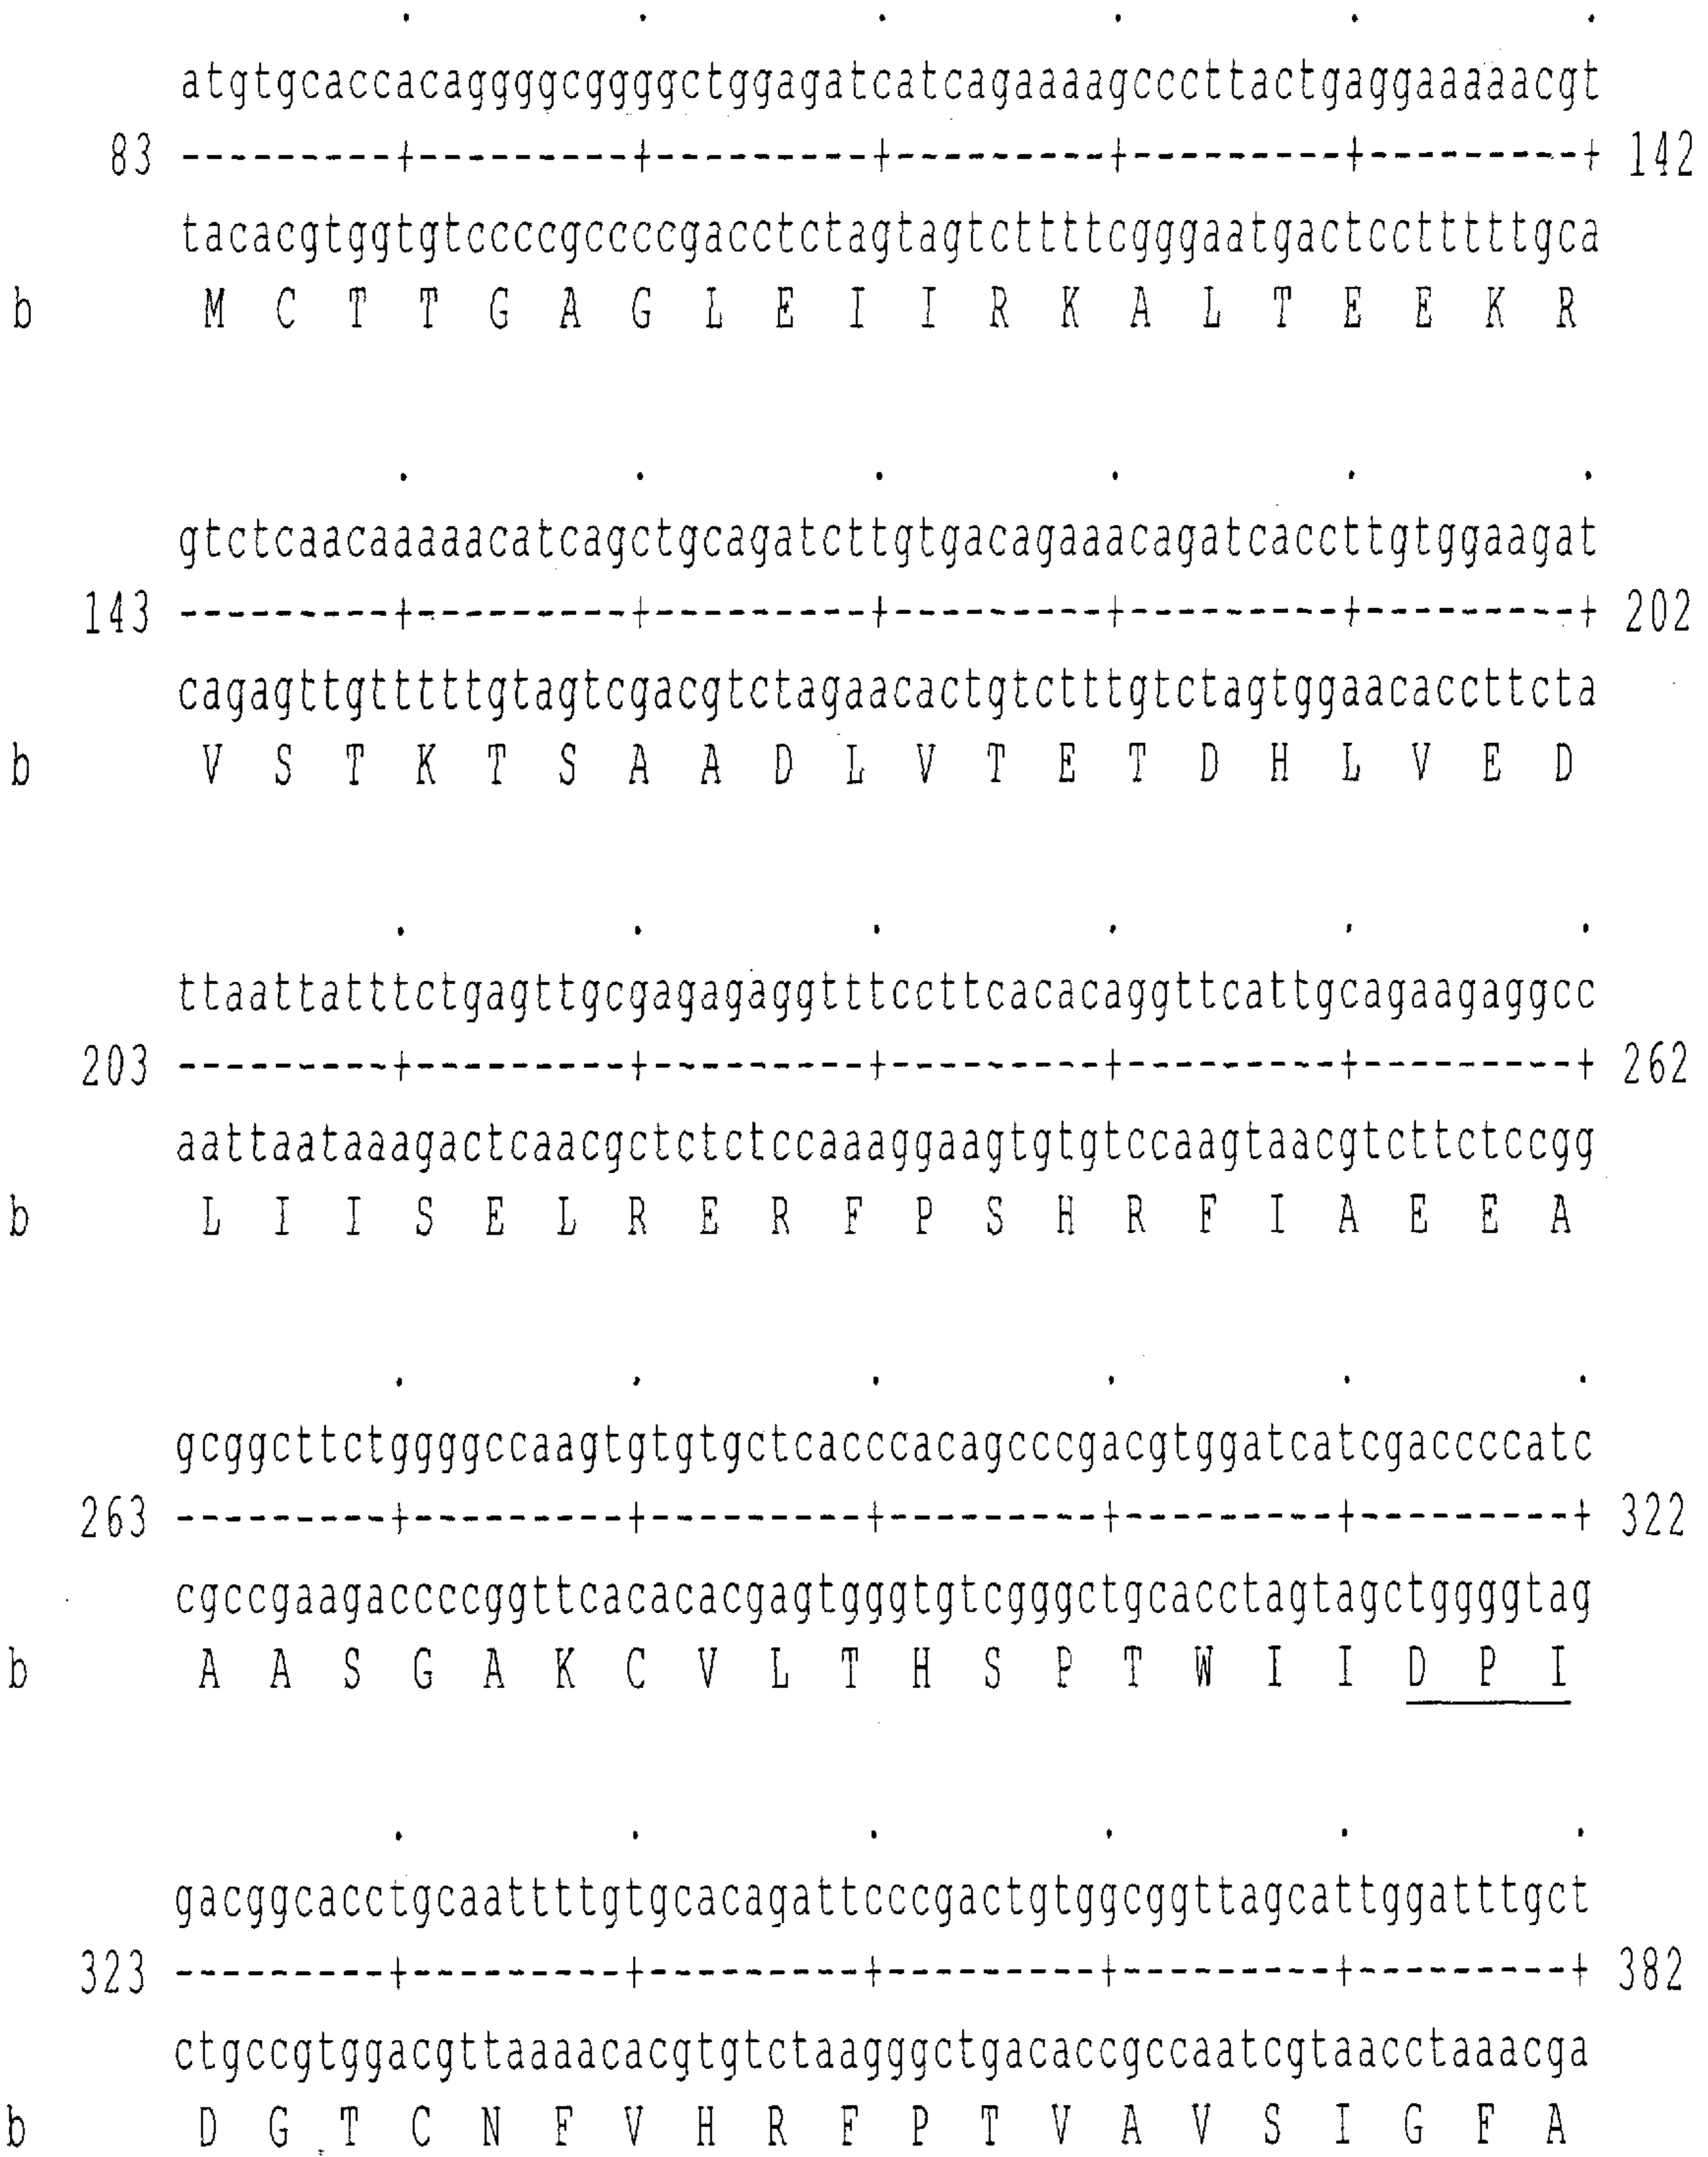 . . . . . .
atgtgcaccacaggggcggggctggagatcatcagaaaagcccttactgaggaaaaacgt
83 ---------+---------+---------+---------+---------+---------+ 142
tacacgtggtgtccccgccccgacctctagtagtcttttcgggaatgactcctttttgca
b M C T T G A G L E I I R K A L T E E K R
. . . . . .
gtctcaacaaaaacatcagctgcagatcttgtgacagaaacagatcaccttgtggaagat
143 ---------+---------+---------+---------+---------+---------+ 202
cagagttgtttttgtagtcgacgtctagaacactgtctttgtctagtggaacaccttcta
b V S T K T S A A D L V T E T D H L V E D
. . . . . .
ttaattatttctgagttgcgagagaggtttccttcacacaggttcattgcagaagaggcc
203 ---------+---------+---------+---------+---------+---------+ 262
aattaataaagactcaacgctctctccaaaggaagtgtgtccaagtaacgtcttctccgg
b L I I S E L R E R F P S H R F I A E E A
. . . . . .
gcggcttctggggccaagtgtgtgctcacccacagcccgacgtggatcatcgaccccatc
263 ---------+---------+---------+---------+---------+---------+ 322
cgccgaagaccccggttcacacacgagtgggtgtcgggctgcacctagtagctggggtag
b A A S G A K C V L T H S P T W I I D P I
. . . . . .
gacggcacctgcaattttgtgcacagattcccgactgtggcggttagcattggatttgct
323 ---------+---------+---------+---------+---------+---------+ 382
ctgccgtggacgttaaaacacgtgtctaagggctgacaccgccaatcgtaacctaaacga
b D G T C N F V H R F P T V A V S I G F A